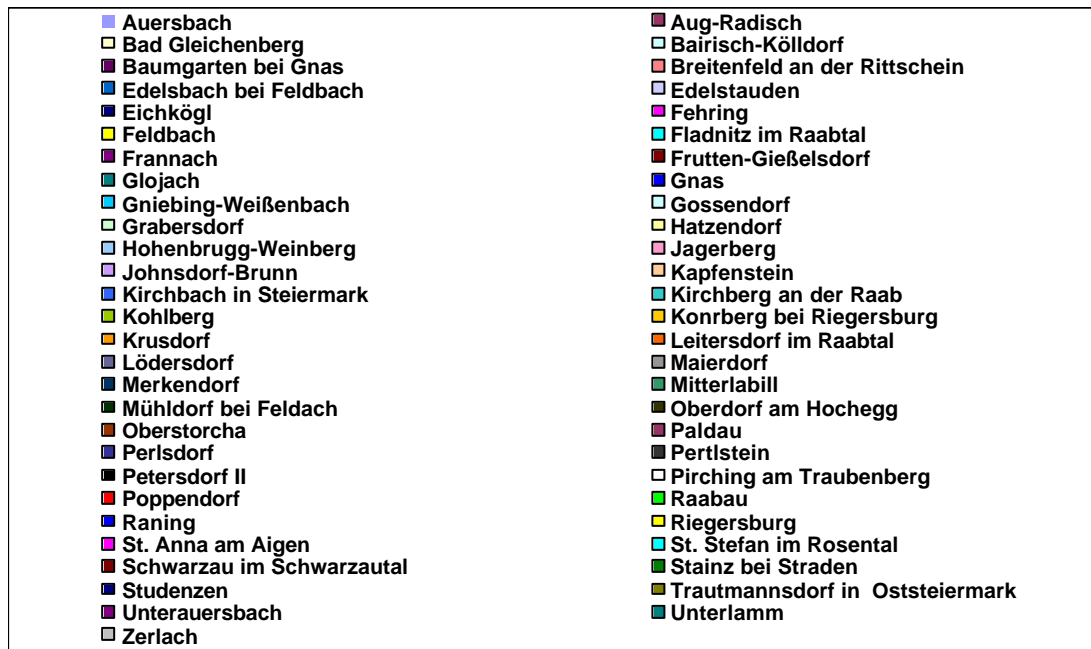 Auersbach Aug-Radisch
Bad Gleichenberg Bairisch-Kölldorf
Baumgarten bei Gnas Breitenfeld an der Rittschein
Edelsbach bei Feldbach Edelstauden
Eichkögl Fehring
Feldbach Fladnitz im Raabtal
Frannach Frutten-Gießelsdorf
Glojach Gnas
Gniebing-Weißenbach Gossendorf
Grabersdorf Hatzendorf
Hohenbrugg-Weinberg Jagerberg
Johnsdorf-Brunn Kapfenstein
Kirchbach in Steiermark Kirchberg an der Raab
Kohlberg Konrberg bei Riegersburg
Krusdorf Leitersdorf im Raabtal
Lödersdorf Maierdorf
Merkendorf Mitterlabill
Mühldorf bei Feldach Oberdorf am Hochegg
Oberstorcha Paldau
Perlsdorf Pertlstein
Petersdorf II Pirching am Traubenberg
Poppendorf Raabau
Raning Riegersburg
St. Anna am Aigen St. Stefan im Rosental
Schwarzau im Schwarzautal Stainz bei Straden
Studenzen Trautmannsdorf in Oststeiermark
Unterauersbach Unterlamm
Zerlach